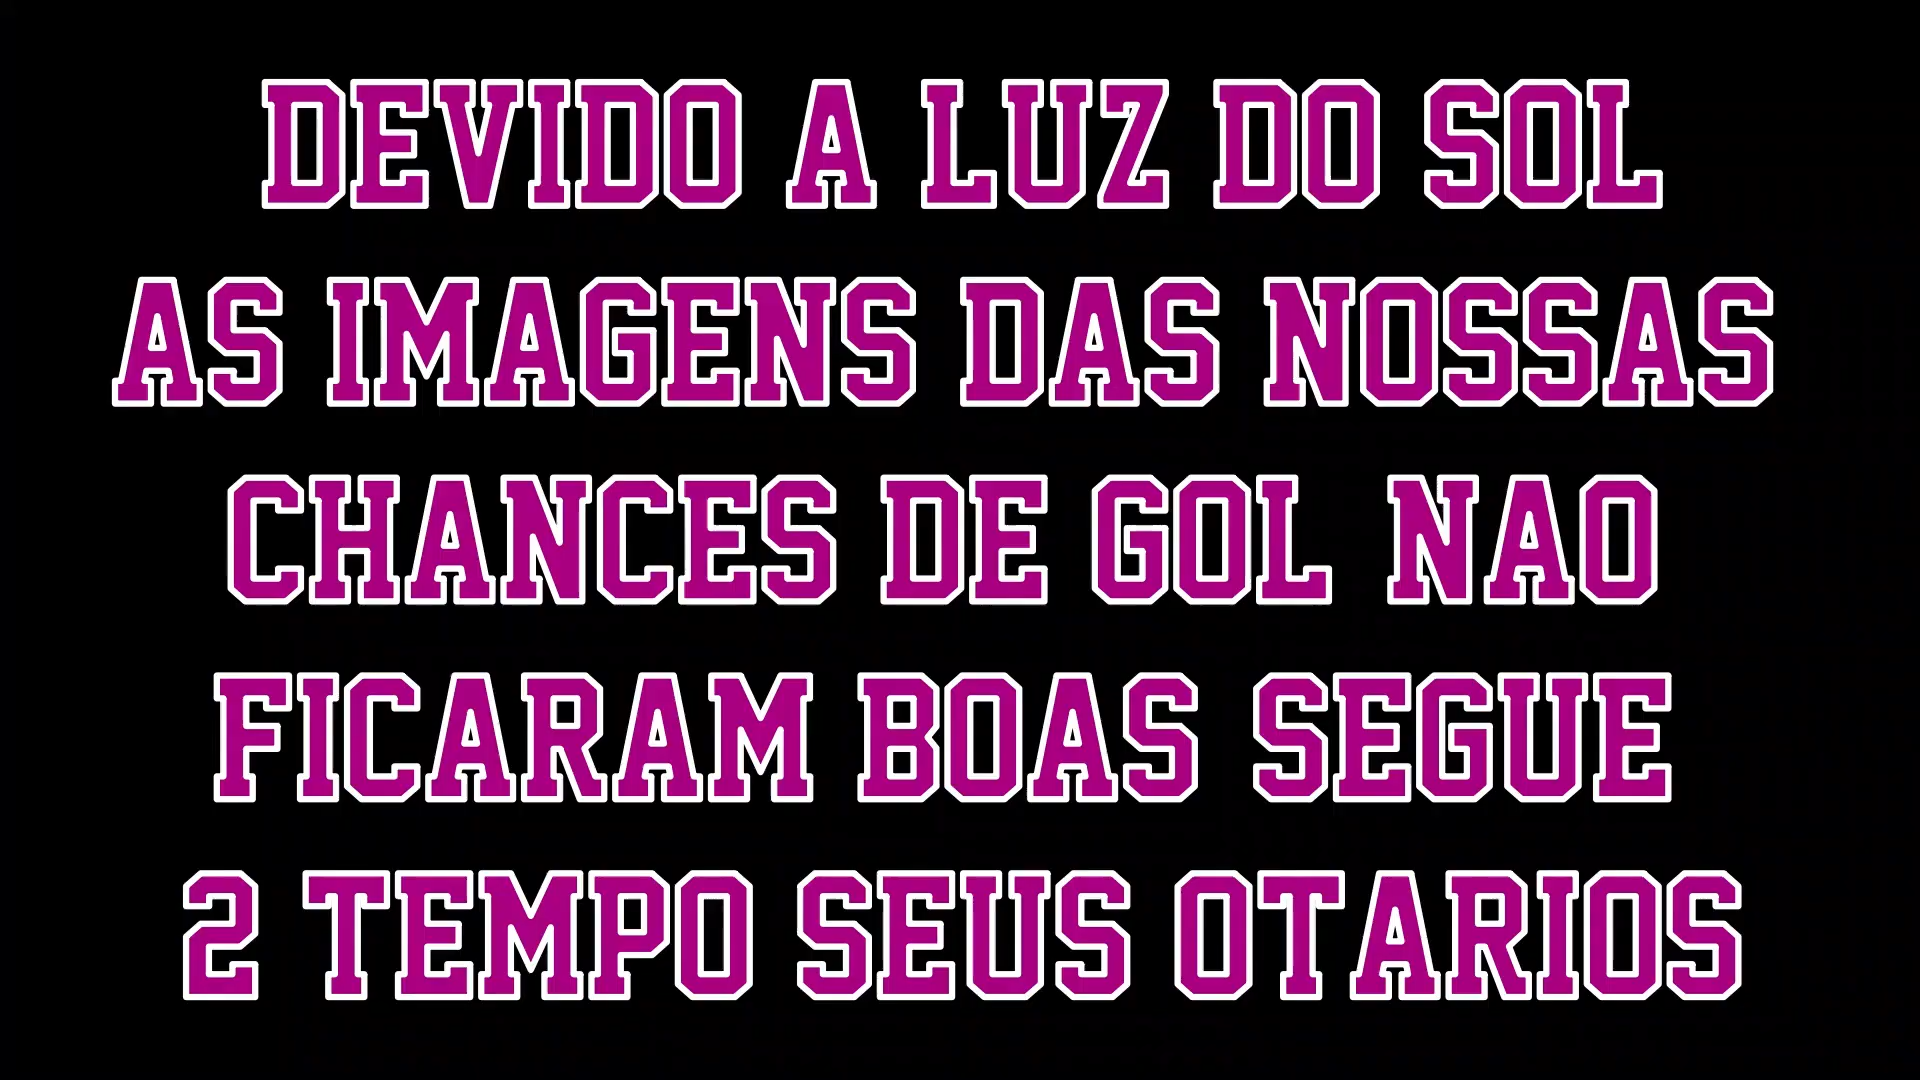 DEVIDO A LUZ DO SOL
AS IMAGENS DAS NOSSAS
CHANCES DE GOL NAO
FICARAM BOAS SEGUE
2 TEMPO SEUS OTARIOS